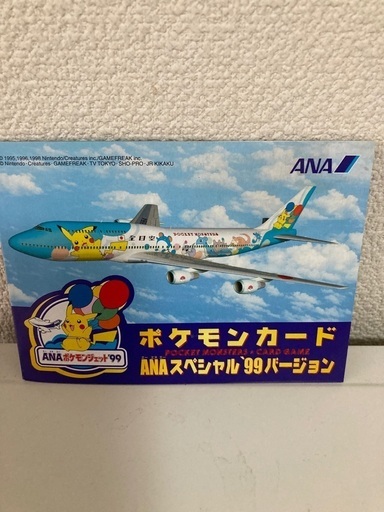 © 1995,1996,1998 Nintendo/Creatures inc./GAMEFREAK inc.
© Nintendo・Creatures・GAMEFREAK・TV TOKYO・SHO-PRO・JR KIKAKU
ANA
全日空 POCKET MONSTERS
ポケモンカード
POCKET MONSTERS CARD GAME
ANAスペシャル'99バージョン
ANAポケモンジェット'99